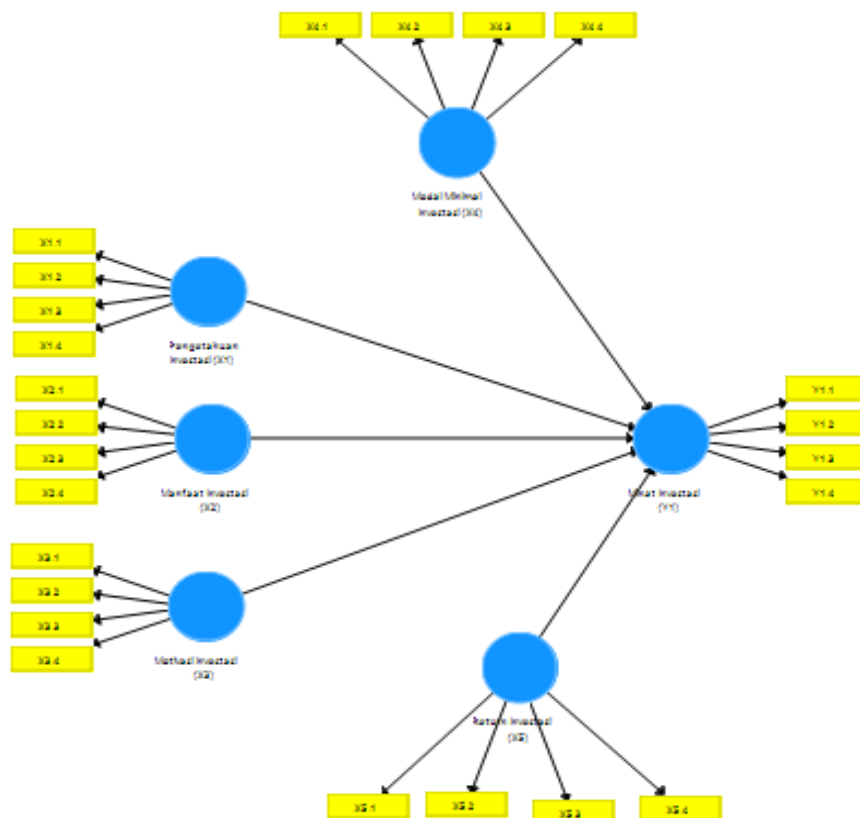 X4.1
X4.2
X4.3
X4.4
Modal Minimal
Investasi (X4)
X1.1
X1.2
X1.3
X1.4
Pengetahuan
Investasi (X1)
X2.1
X2.2
X2.3
X2.4
Manfaat Investasi
(X2)
Y1.1
Y1.2
Y1.3
Y1.4
Minat Investasi
(Y1)
X3.1
X3.2
X3.3
X3.4
Motivasi Investasi
(X3)
Return Investasi
(X5)
X5.1
X5.2
X5.3
X5.4